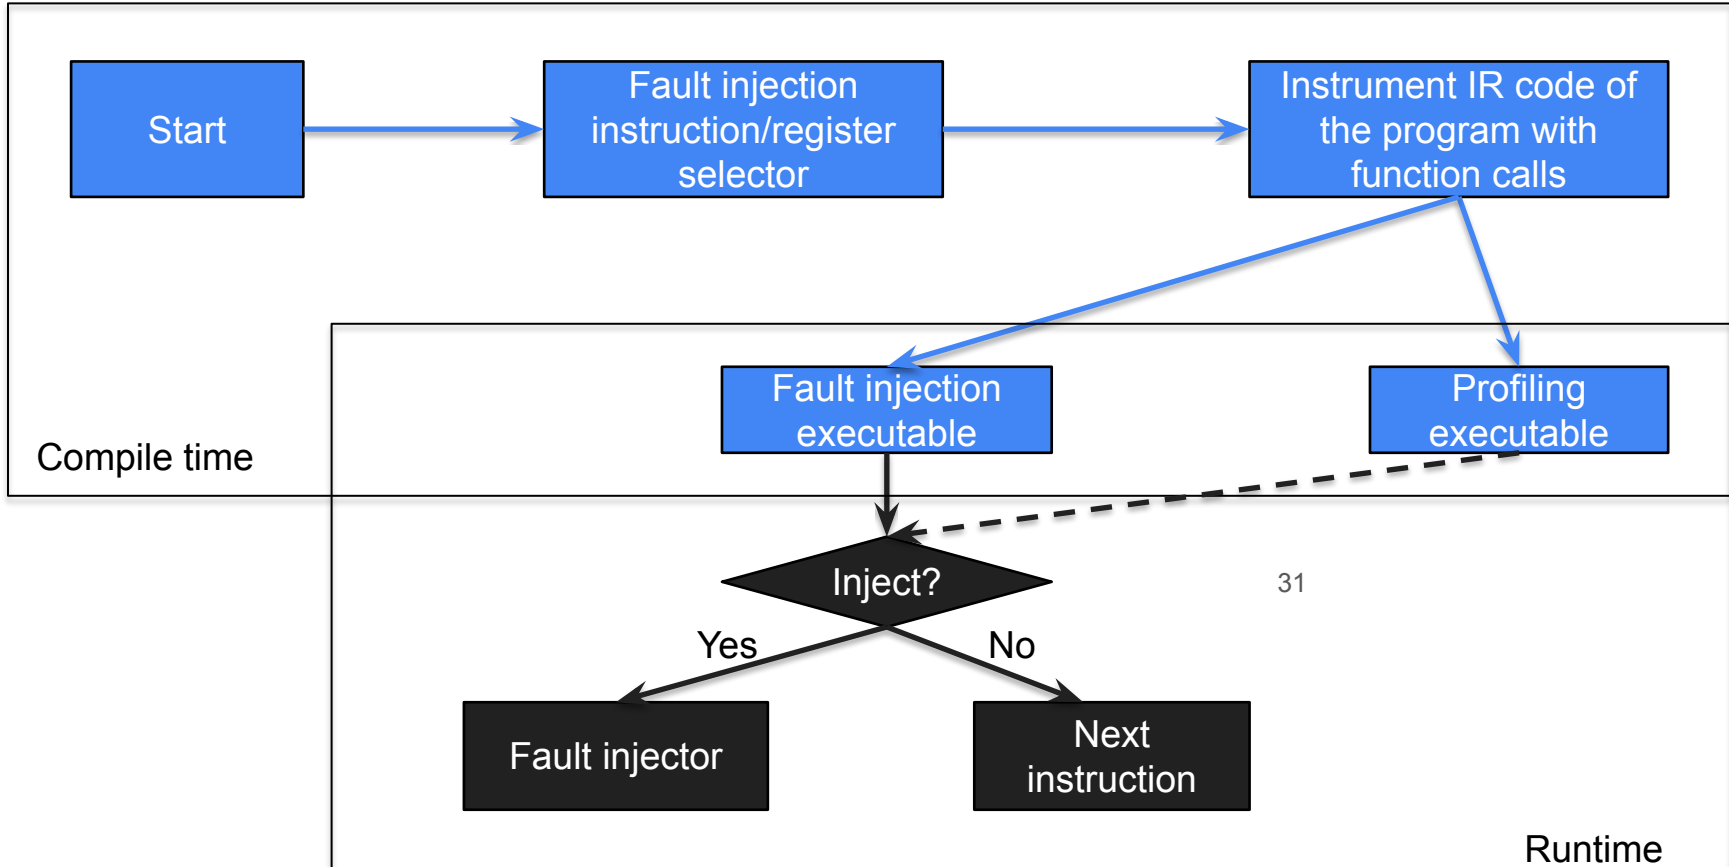 Start
Fault injection
instruction/register
selector
Instrument IR code of
the program with
function calls
Fault injection
executable
Profiling
executable
Compile time
Inject?
31
Yes
No
Fault injector
Next
instruction
Runtime